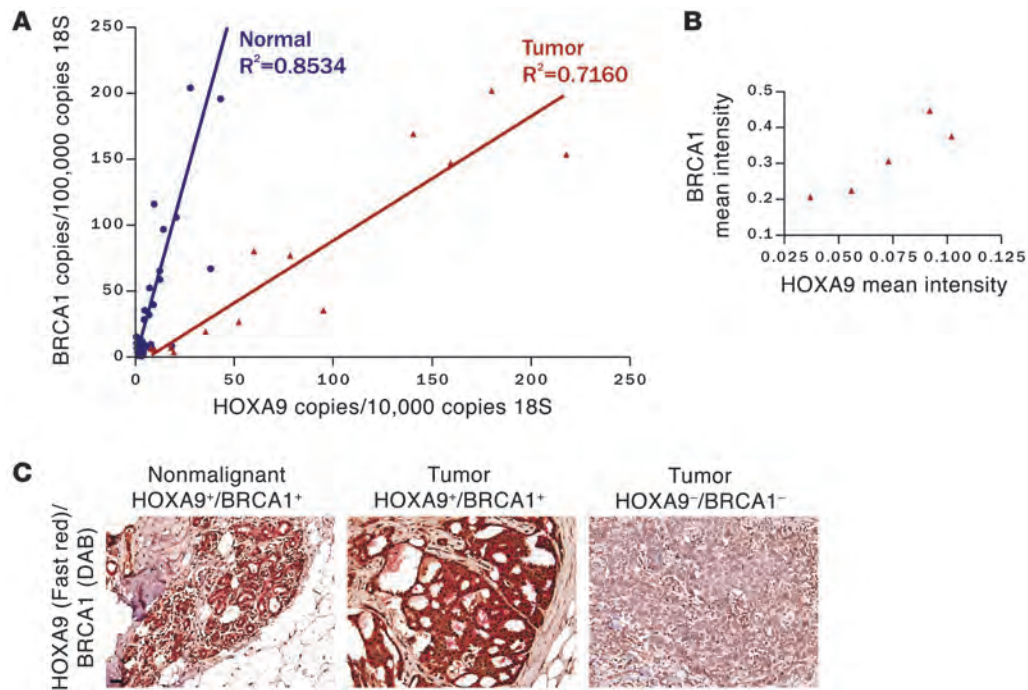 A
BRCA1 copies/100,000 copies 18S
250
200
150
100
50
0
Normal
R²=0.8534
Tumor
R²=0.7160
0
50
100
150
200
250
HOXA9 copies/10,000 copies 18S
B
BRCA1
mean intensity
0.5
0.4
0.3
0.2
0.1
0.025
0.050
0.075
0.100
0.125
HOXA9 mean intensity
C
Nonmalignant
HOXA9⁺/BRCA1⁺
Tumor
HOXA9⁺/BRCA1⁺
Tumor
HOXA9⁻/BRCA1⁻
HOXA9 (Fast red)/
BRCA1 (DAB)